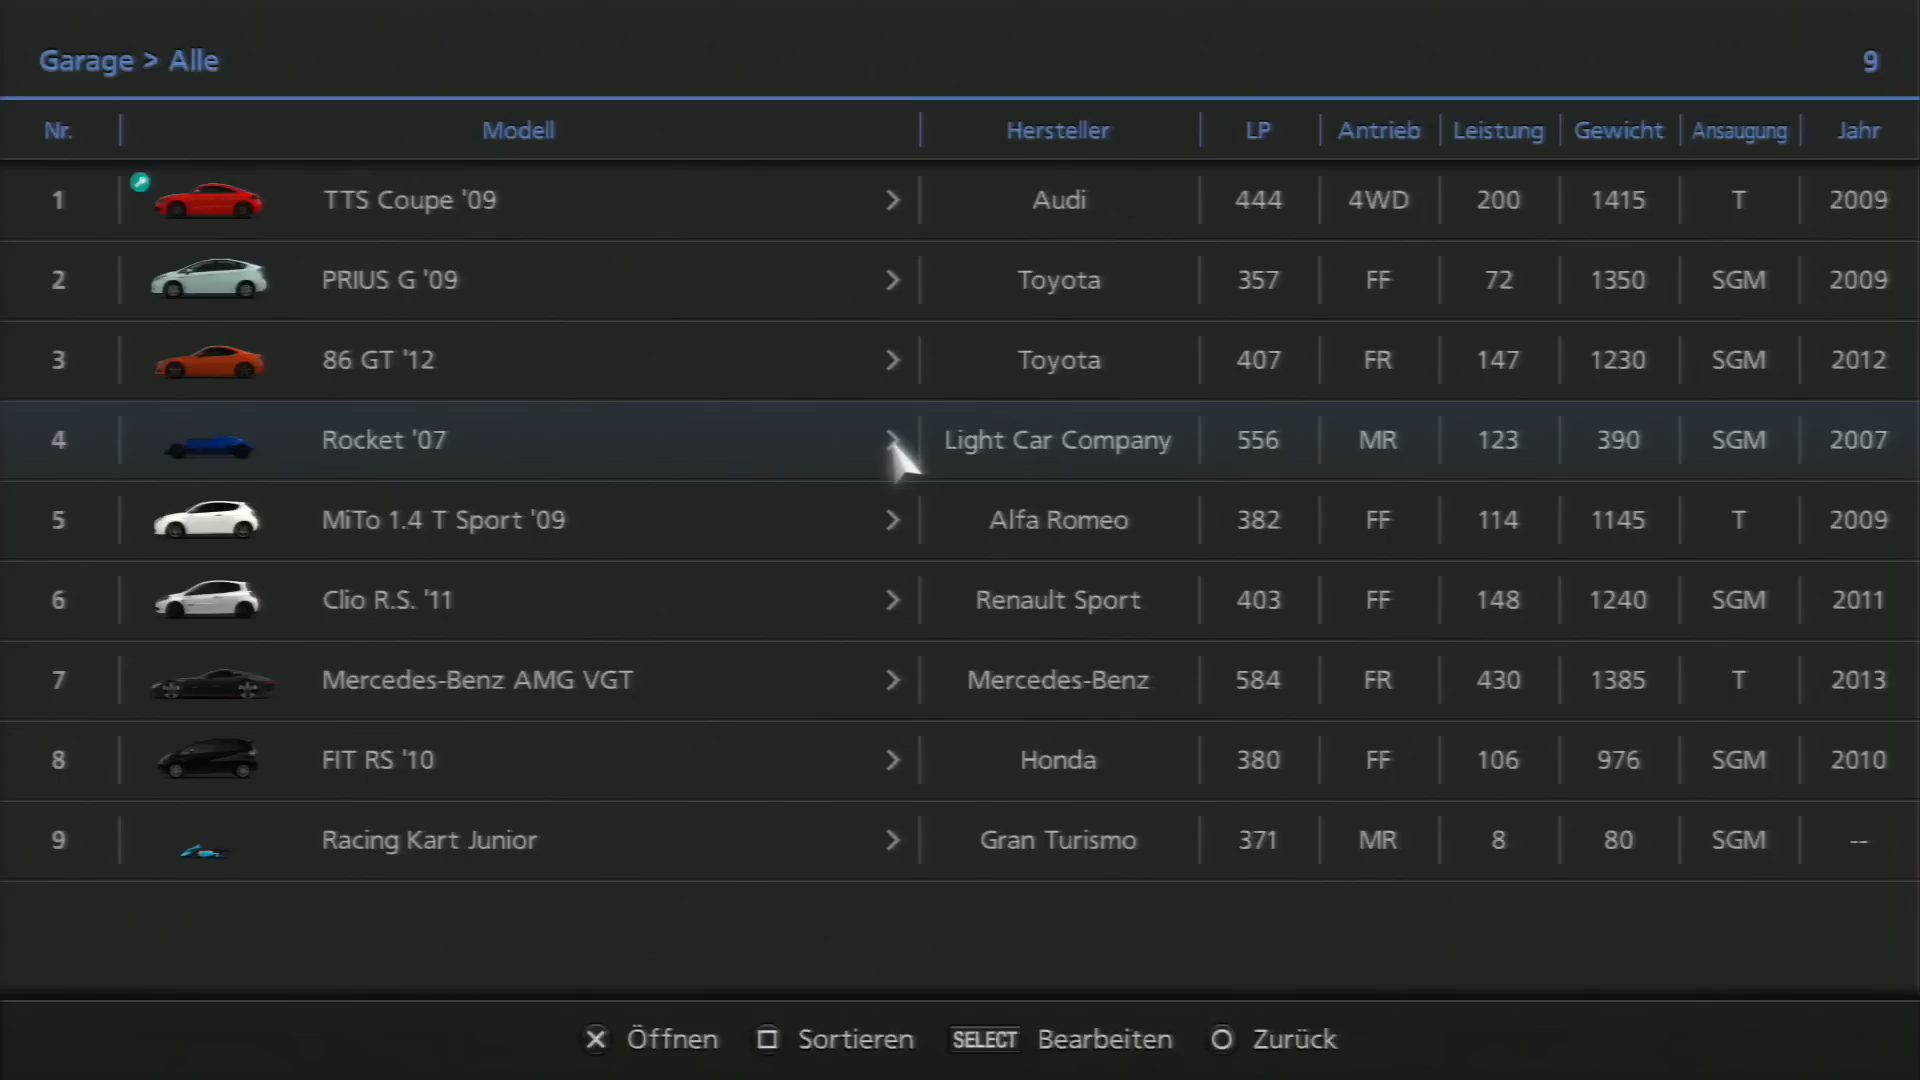 Garage > Alle 9
Nr. Modell Hersteller LP Antrieb Leistung Gewicht Ansaugung Jahr
1 TTS Coupe '09 Audi 444 4WD 200 1415 T 2009
2 PRIUS G '09 Toyota 357 FF 72 1350 SGM 2009
3 86 GT '12 Toyota 407 FR 147 1230 SGM 2012
4 Rocket '07 Light Car Company 556 MR 123 390 SGM 2007
5 MiTo 1.4 T Sport '09 Alfa Romeo 382 FF 114 1145 T 2009
6 Clio R.S. '11 Renault Sport 403 FF 148 1240 SGM 2011
7 Mercedes-Benz AMG VGT Mercedes-Benz 584 FR 430 1385 T 2013
8 FIT RS '10 Honda 380 FF 106 976 SGM 2010
9 Racing Kart Junior Gran Turismo 371 MR 8 80 SGM --
Öffnen Sortieren SELECT Bearbeiten Zurück